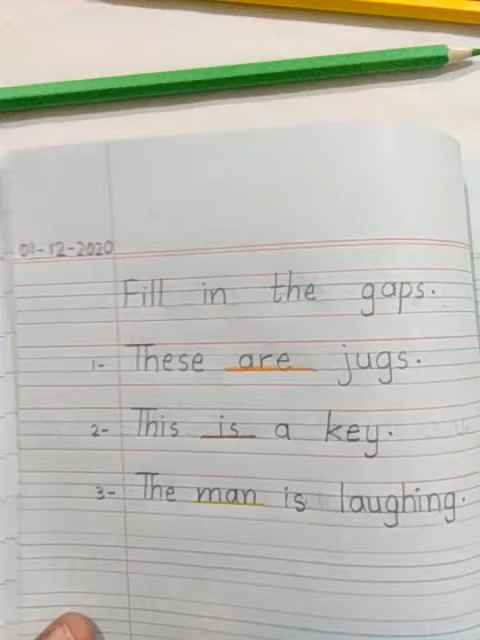 01-12-2020
Fill in the gaps.
1- These are jugs.
2- This is a key.
3- The man is laughing.